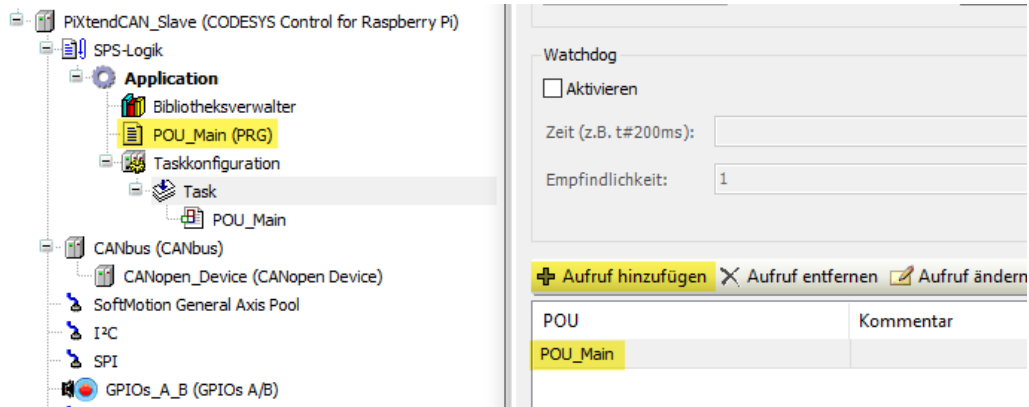 PiXtendCAN_Slave (CODESYS Control for Raspberry Pi)
SPS-Logik
Application
Bibliotheksverwalter
POU_Main (PRG)
Taskkonfiguration
Task
POU_Main
CANbus (CANbus)
CANopen_Device (CANopen Device)
SoftMotion General Axis Pool
I²C
SPI
GPIOs_A_B (GPIOs A/B)
Watchdog
Aktivieren
Zeit (z.B. t#200ms):
Empfindlichkeit: 1
Aufruf hinzufügen Aufruf entfernen Aufruf ändern
POU Kommentar
POU_Main